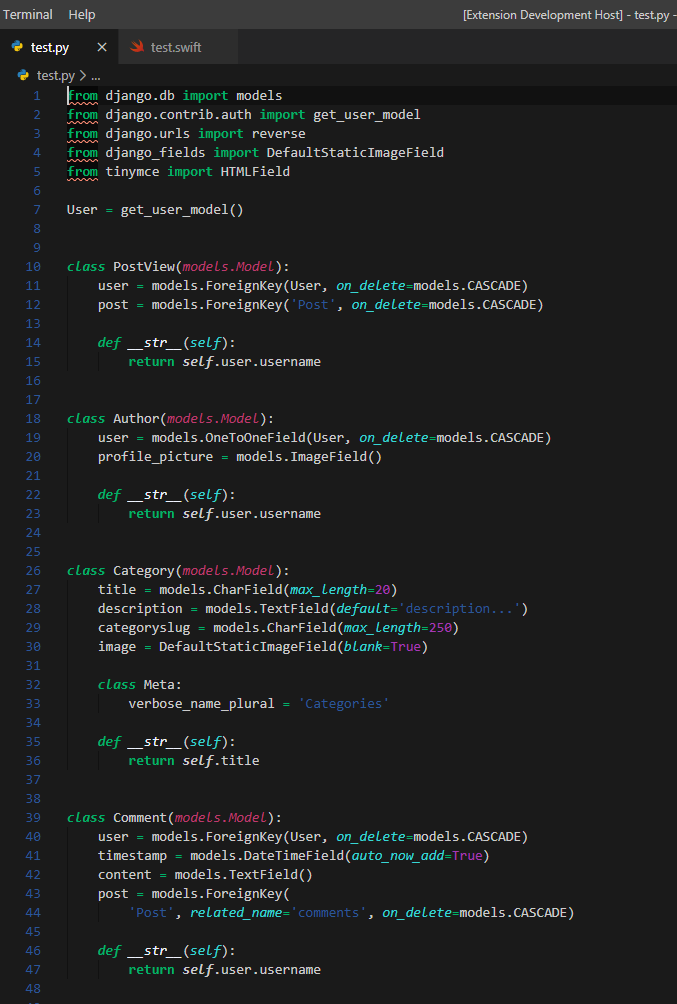 Terminal Help [Extension Development Host] - test.py -
test.py × test.swift
test.py > ...
1 from django.db import models
2 from django.contrib.auth import get_user_model
3 from django.urls import reverse
4 from django_fields import DefaultStaticImageField
5 from tinymce import HTMLField
6
7 User = get_user_model()
8
9
10 class PostView(models.Model):
11     user = models.ForeignKey(User, on_delete=models.CASCADE)
12     post = models.ForeignKey('Post', on_delete=models.CASCADE)
13
14     def __str__(self):
15         return self.user.username
16
17
18 class Author(models.Model):
19     user = models.OneToOneField(User, on_delete=models.CASCADE)
20     profile_picture = models.ImageField()
21
22     def __str__(self):
23         return self.user.username
24
25
26 class Category(models.Model):
27     title = models.CharField(max_length=20)
28     description = models.TextField(default='description...')
29     categoryslug = models.CharField(max_length=250)
30     image = DefaultStaticImageField(blank=True)
31
32     class Meta:
33         verbose_name_plural = 'Categories'
34
35     def __str__(self):
36         return self.title
37
38
39 class Comment(models.Model):
40     user = models.ForeignKey(User, on_delete=models.CASCADE)
41     timestamp = models.DateTimeField(auto_now_add=True)
42     content = models.TextField()
43     post = models.ForeignKey(
44         'Post', related_name='comments', on_delete=models.CASCADE)
45
46     def __str__(self):
47         return self.user.username
48